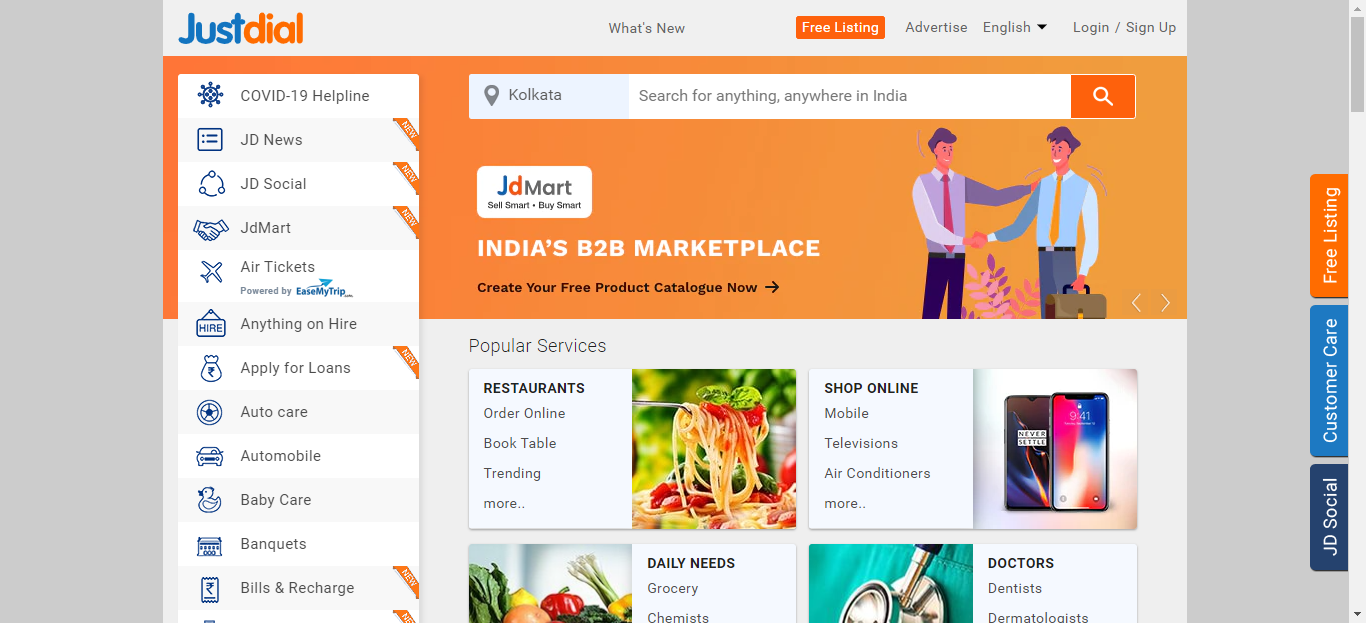 Justdial
What's New
Free Listing
Advertise
English
Login / Sign Up
COVID-19 Helpline
JD News
NEW
JD Social
NEW
JdMart
NEW
Air Tickets
Powered by EaseMyTrip.com
Anything on Hire
HIRE
Apply for Loans
NEW
Auto care
Automobile
Baby Care
Banquets
Bills & Recharge
NEW
NEW
Kolkata
Search for anything, anywhere in India
JdMart
Sell Smart • Buy Smart
INDIA'S B2B MARKETPLACE
Create Your Free Product Catalogue Now →
Popular Services
RESTAURANTS
Order Online
Book Table
Trending
more..
SHOP ONLINE
Mobile
Televisions
Air Conditioners
more..
NEVER
SETTLE
9:41
DAILY NEEDS
Grocery
Chemists
DOCTORS
Dentists
Dermatologists
Free Listing
Customer Care
JD Social